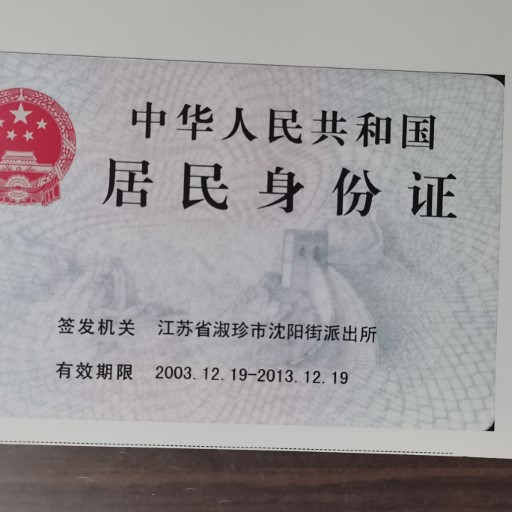 中华人民共和国
居民身份证
签发机关 江苏省淑珍市沈阳街派出所
有效期限 2003.12.19-2013.12.19